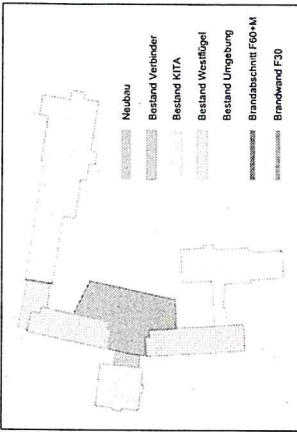 Neubau
Bestand Verbinder
Bestand KITA
Bestand Westflügel
Bestand Umgebung
Brandabschnitt F60+M
Brandwand F30